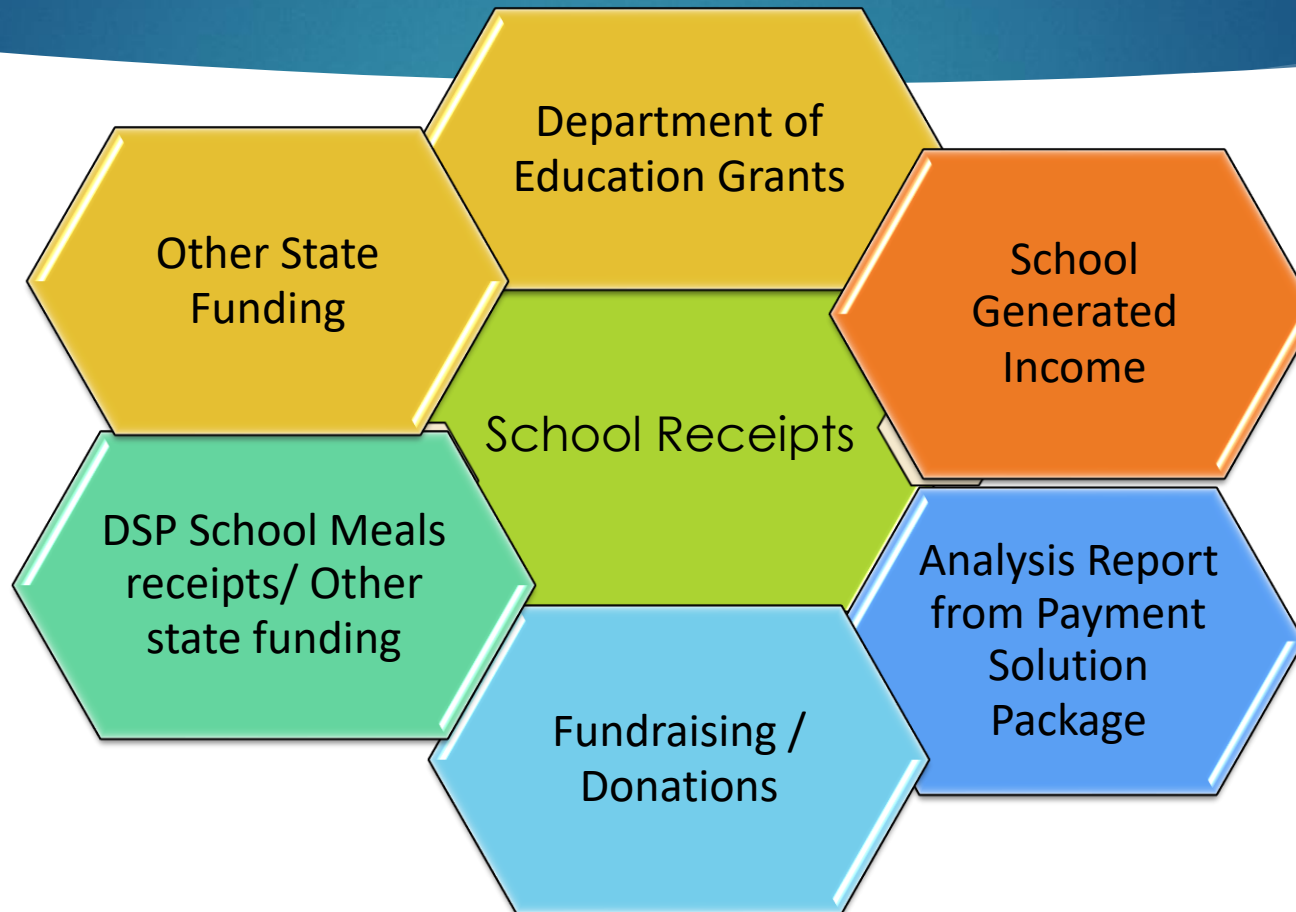 Department of
Education Grants
Other State
Funding
School
Generated
Income
School Receipts
DSP School Meals
receipts/ Other
state funding
Analysis Report
from Payment
Solution
Package
Fundraising /
Donations